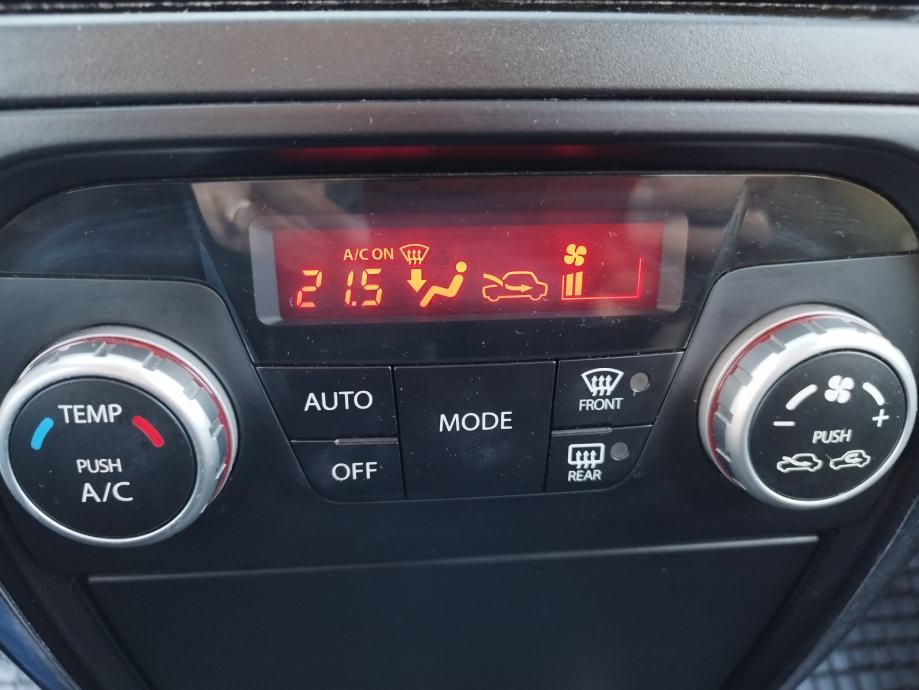 A/C ON
21.5
TEMP
PUSH
A/C
AUTO
OFF
MODE
FRONT
REAR
- +
PUSH